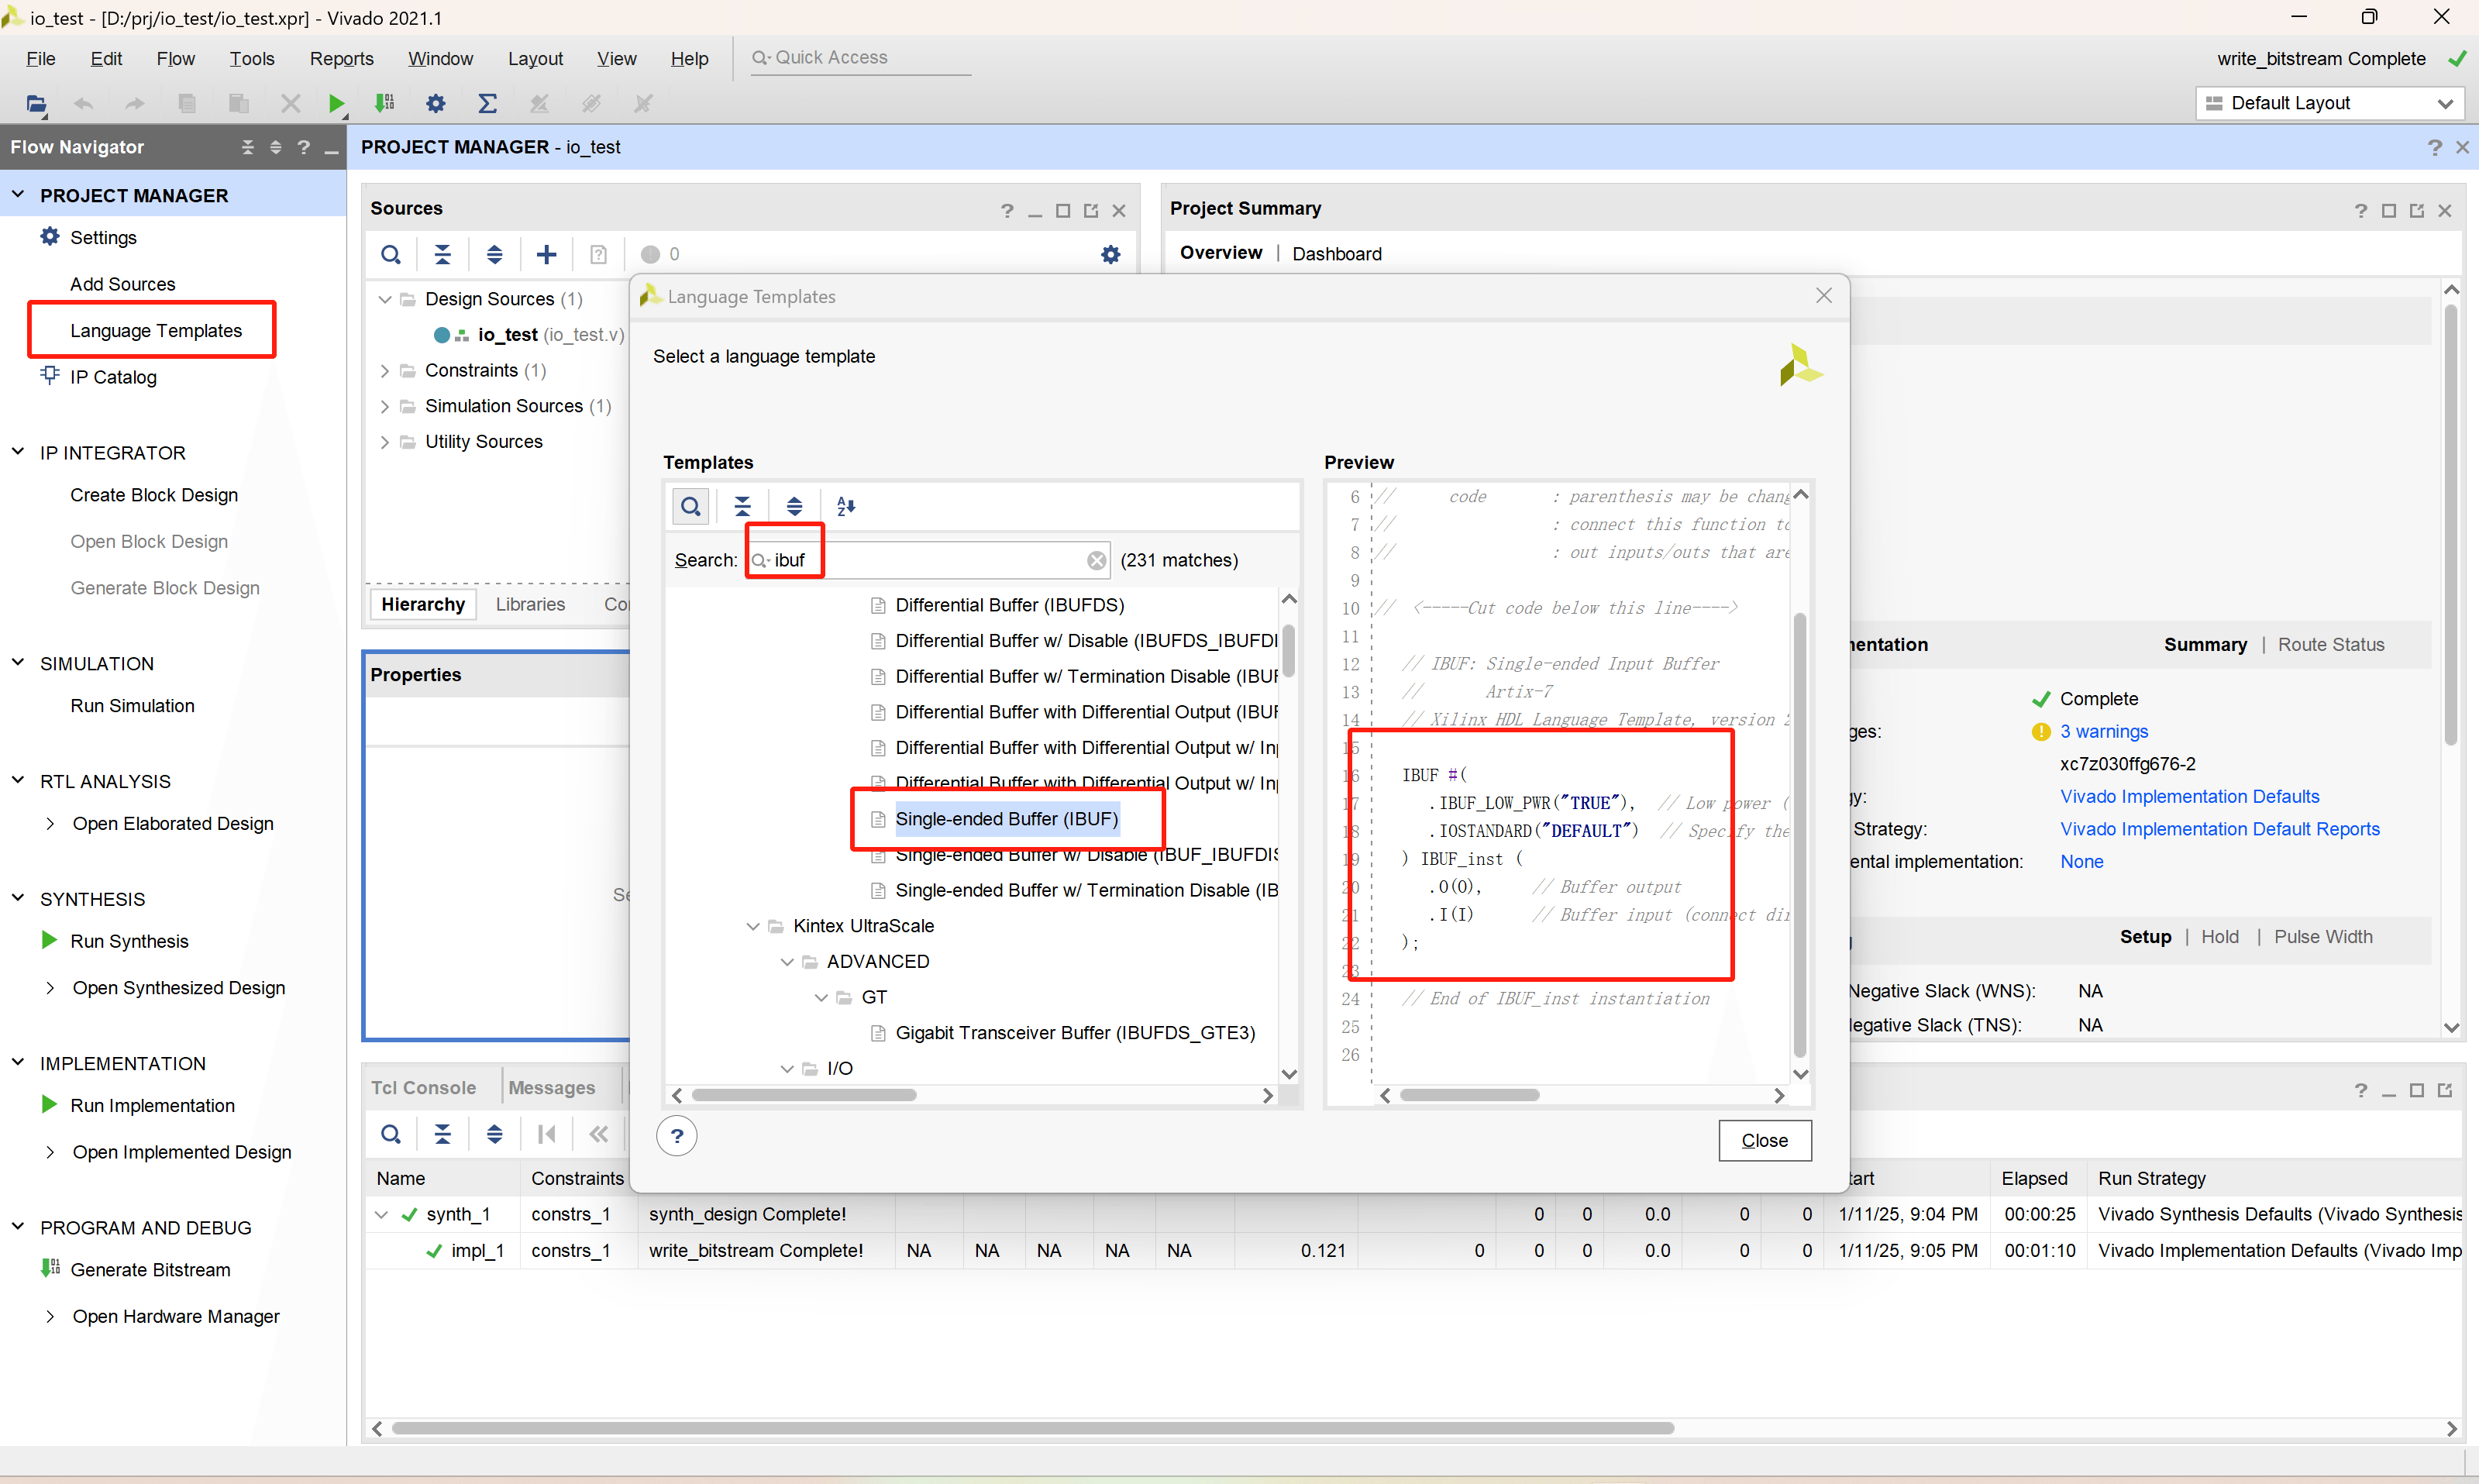 io_test - [D:/prj/io_test/io_test.xpr] - Vivado 2021.1
File Edit Flow Tools Reports Window Layout View Help Quick Access
write_bitstream Complete
Default Layout
Flow Navigator
PROJECT MANAGER
Settings
Add Sources
Language Templates
IP Catalog
IP INTEGRATOR
Create Block Design
Open Block Design
Generate Block Design
SIMULATION
Run Simulation
RTL ANALYSIS
Open Elaborated Design
SYNTHESIS
Run Synthesis
Open Synthesized Design
IMPLEMENTATION
Run Implementation
Open Implemented Design
PROGRAM AND DEBUG
Generate Bitstream
Open Hardware Manager
PROJECT MANAGER - io_test
Sources
0
Design Sources (1)
io_test (io_test.v)
Constraints (1)
Simulation Sources (1)
Utility Sources
Hierarchy Libraries Co
Properties
Se
Project Summary
Overview | Dashboard
Language Templates
Select a language template
Templates
Search: ibuf (231 matches)
Differential Buffer (IBUFDS)
Differential Buffer w/ Disable (IBUFDS_IBUFDI
Differential Buffer w/ Termination Disable (IBUF
Differential Buffer with Differential Output (IBUF
Differential Buffer with Differential Output w/ Inp
Differential Buffer with Differential Output w/ Inp
Single-ended Buffer (IBUF)
Single-ended Buffer w/ Disable (IBUF_IBUFDIS
Single-ended Buffer w/ Termination Disable (IB
Kintex UltraScale
ADVANCED
GT
Gigabit Transceiver Buffer (IBUFDS_GTE3)
I/O
Preview
6 // code : parenthesis may be chang
7 // : connect this function to
8 // : out inputs/outs that are
9
10 // <-----Cut code below this line---->
11
12 // IBUF: Single-ended Input Buffer
13 // Artix-7
14 // Xilinx HDL Language Template, version 2
15
16 IBUF #(
17 .IBUF_LOW_PWR("TRUE"), // Low power (
18 .IOSTANDARD("DEFAULT") // Specify the
19 ) IBUF_inst (
20 .O(O), // Buffer output
21 .I(I) // Buffer input (connect dir
22 );
23
24 // End of IBUF_inst instantiation
25
26
Close
nentation Summary | Route Status
Complete
ges: 3 warnings
xc7z030ffg676-2
gy: Vivado Implementation Defaults
Strategy: Vivado Implementation Default Reports
ental implementation: None
Setup | Hold | Pulse Width
Negative Slack (WNS): NA
Negative Slack (TNS): NA
Tcl Console Messages
Name Constraints tart Elapsed Run Strategy
synth_1 constrs_1 synth_design Complete! 0 0 0.0 0 0 1/11/25, 9:04 PM 00:00:25 Vivado Synthesis Defaults (Vivado Synthesis
impl_1 constrs_1 write_bitstream Complete! NA NA NA NA NA 0.121 0 0 0 0.0 0 0 1/11/25, 9:05 PM 00:01:10 Vivado Implementation Defaults (Vivado Imp